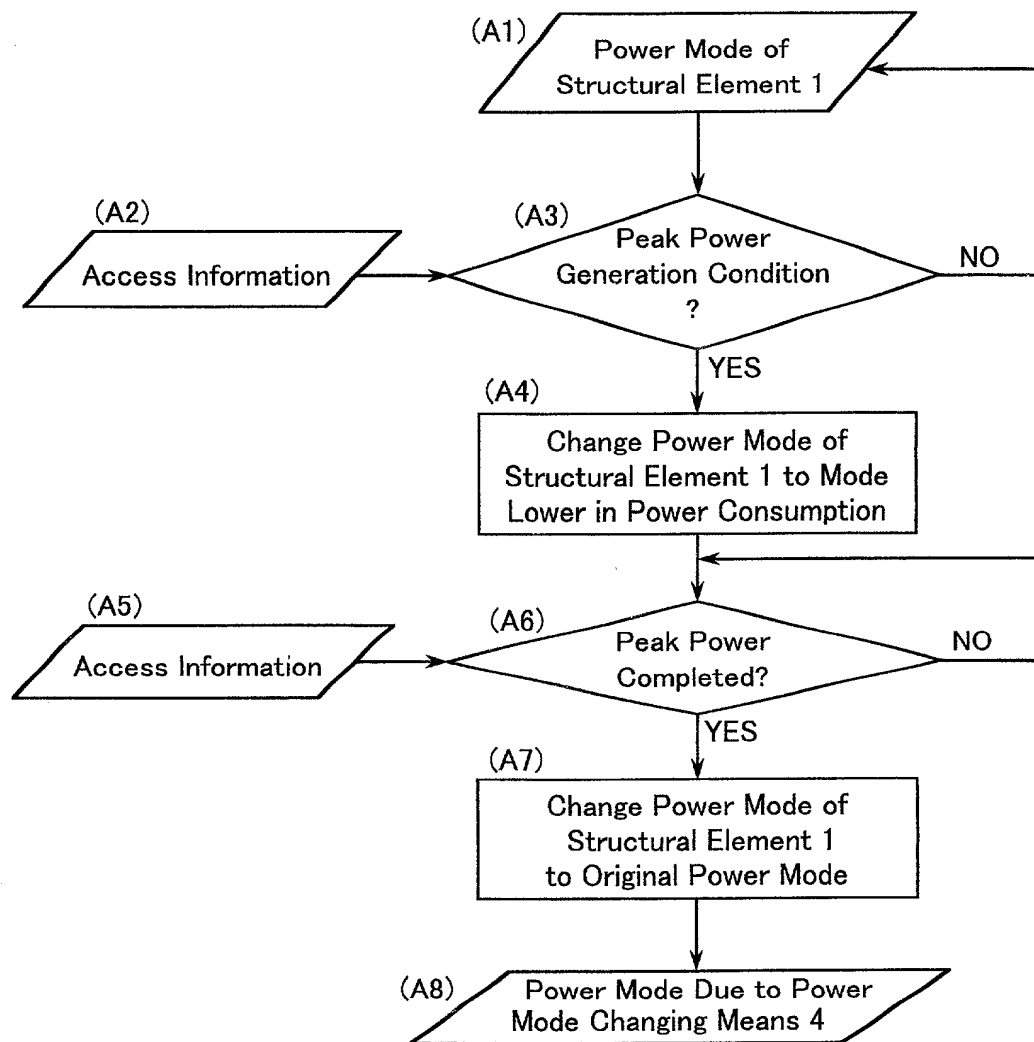 (A1)
Power Mode of
Structural Element 1
(A2)
Access Information
(A3)
Peak Power
Generation Condition
?
NO
YES
(A4)
Change Power Mode of
Structural Element 1 to Mode
Lower in Power Consumption
(A5)
Access Information
(A6)
Peak Power
Completed?
NO
YES
(A7)
Change Power Mode of
Structural Element 1
to Original Power Mode
(A8)
Power Mode Due to Power
Mode Changing Means 4